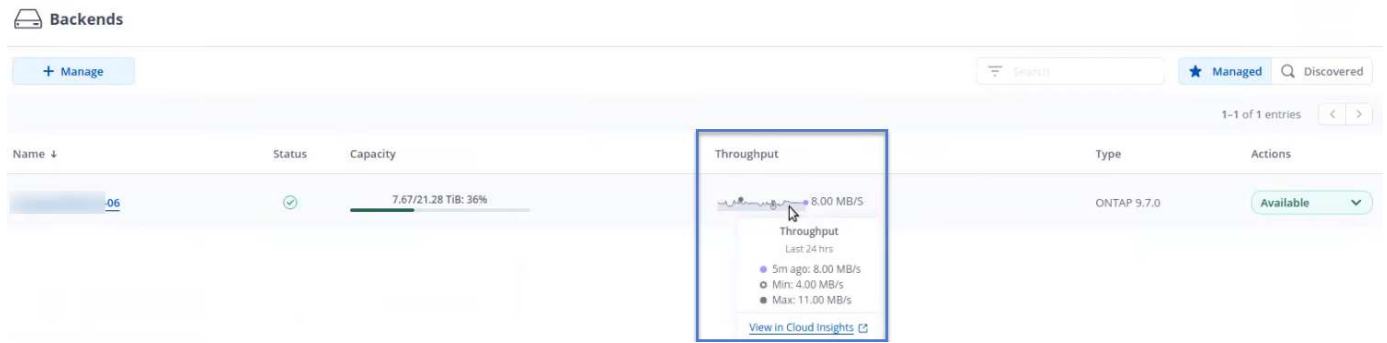 Backends
+ Manage
Search
Managed
Discovered
1-1 of 1 entries
Name ↓
Status
Capacity
Throughput
Type
Actions
-06
7.67/21.28 TiB: 36%
8.00 MB/S
ONTAP 9.7.0
Available
Throughput
Last 24 hrs
5m ago: 8.00 MB/s
Min: 4.00 MB/s
Max: 11.00 MB/s
View in Cloud Insights